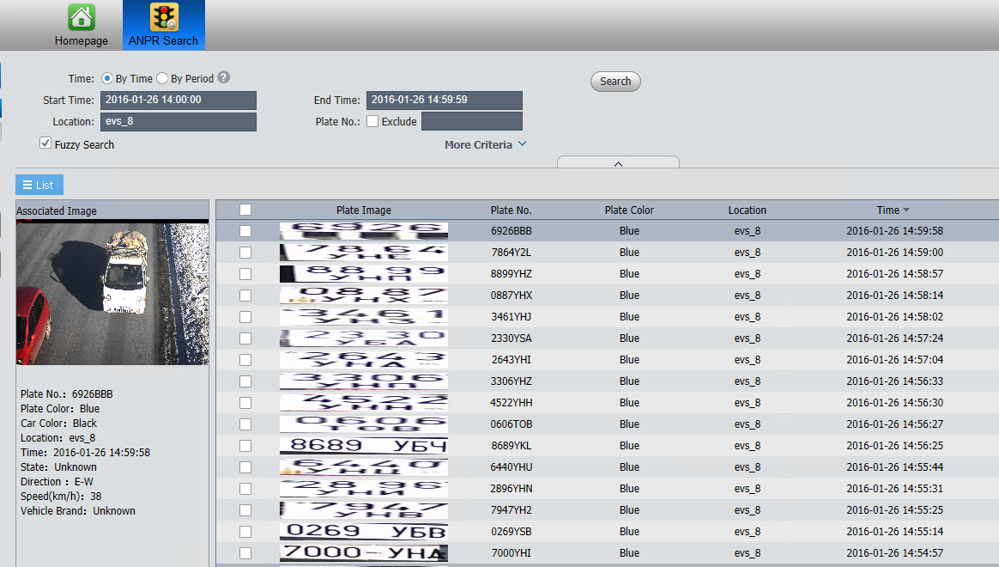 Homepage
ANPR Search
Time: By Time By Period ?
Search
Start Time: 2016-01-26 14:00:00 End Time: 2016-01-26 14:59:59
Location: evs_8 Plate No.: Exclude
Fuzzy Search More Criteria
List
Associated Image
Plate No.: 6926BBB
Plate Color: Blue
Car Color: Black
Location: evs_8
Time: 2016-01-26 14:59:58
State: Unknown
Direction : E-W
Speed(km/h): 38
Vehicle Brand: Unknown
Plate Image Plate No. Plate Color Location Time
6926 6926BBB Blue evs_8 2016-01-26 14:59:58
7864 УНЕ 7864Y2L Blue evs_8 2016-01-26 14:59:00
8899 УНП 8899YHZ Blue evs_8 2016-01-26 14:58:57
0887 УНХ 0887YHX Blue evs_8 2016-01-26 14:58:14
3461YHJ Blue evs_8 2016-01-26 14:58:02
2330 УБА 2330YSA Blue evs_8 2016-01-26 14:57:24
2643 УНА 2643YHI Blue evs_8 2016-01-26 14:57:04
3306 УНП 3306YHZ Blue evs_8 2016-01-26 14:56:33
4522 УНН 4522YHH Blue evs_8 2016-01-26 14:56:30
0606 ТОВ 0606TOB Blue evs_8 2016-01-26 14:56:27
8689 УБЧ 8689YKL Blue evs_8 2016-01-26 14:56:25
6440 УНЦ 6440YHU Blue evs_8 2016-01-26 14:55:44
2896 УНИ 2896YHN Blue evs_8 2016-01-26 14:55:31
7947 УНВ 7947YH2 Blue evs_8 2016-01-26 14:55:25
0269 УБВ 0269YSB Blue evs_8 2016-01-26 14:55:14
7000-УНД 7000YHI Blue evs_8 2016-01-26 14:54:57